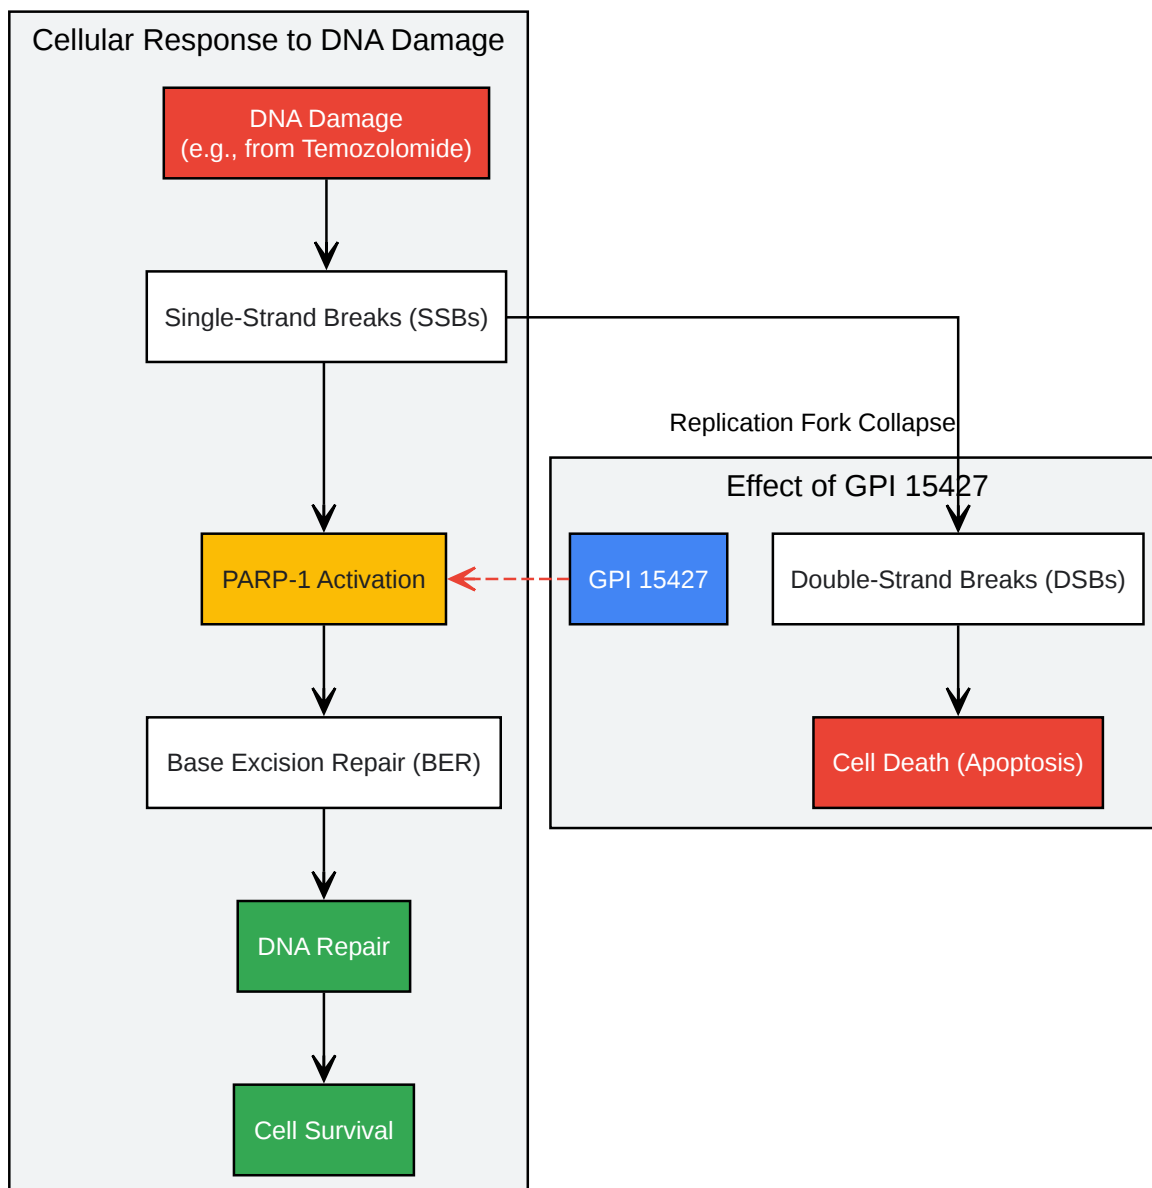 Cellular Response to DNA Damage
DNA Damage
(e.g., from Temozolomide)
Single-Strand Breaks (SSBs)
Replication Fork Collapse
Effect of GPI 15427
PARP-1 Activation
GPI 15427
Double-Strand Breaks (DSBs)
Base Excision Repair (BER)
Cell Death (Apoptosis)
DNA Repair
Cell Survival